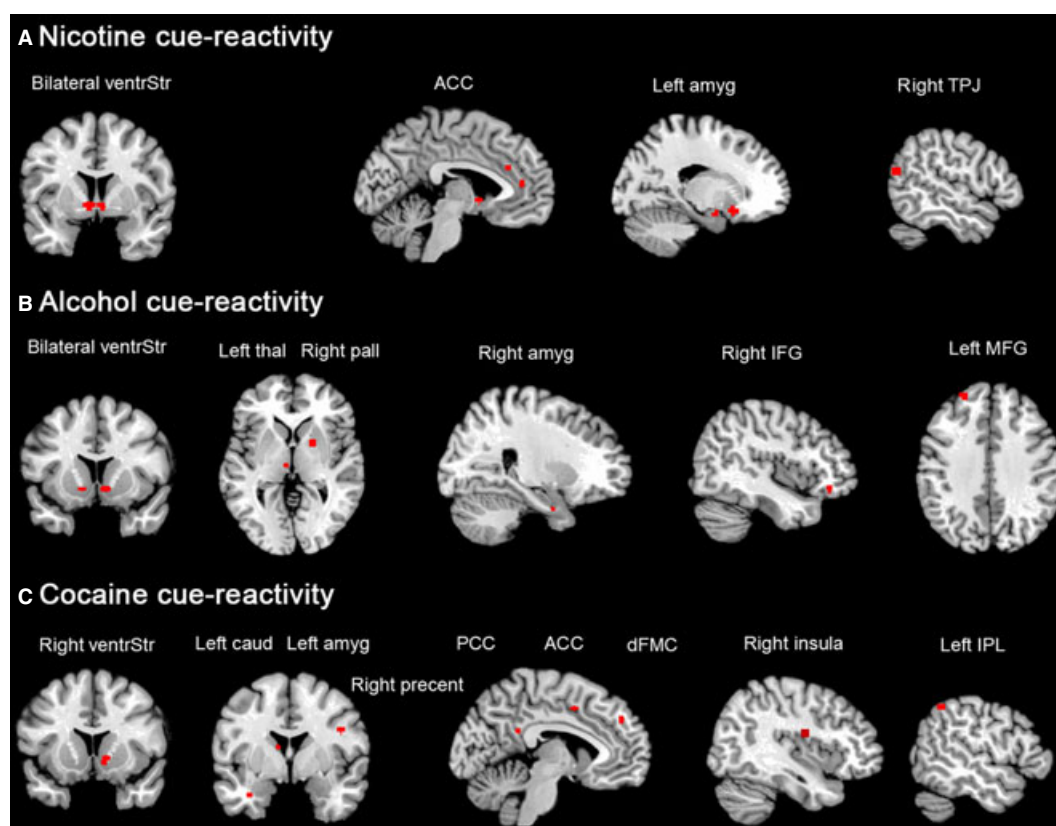 A Nicotine cue-reactivity
Bilateral ventrStr
ACC
Left amyg
Right TPJ
B Alcohol cue-reactivity
Bilateral ventrStr
Left thal
Right pall
Right amyg
Right IFG
Left MFG
C Cocaine cue-reactivity
Right ventrStr
Left caud
Left amyg
Right precent
PCC
ACC
dFMC
Right insula
Left IPL